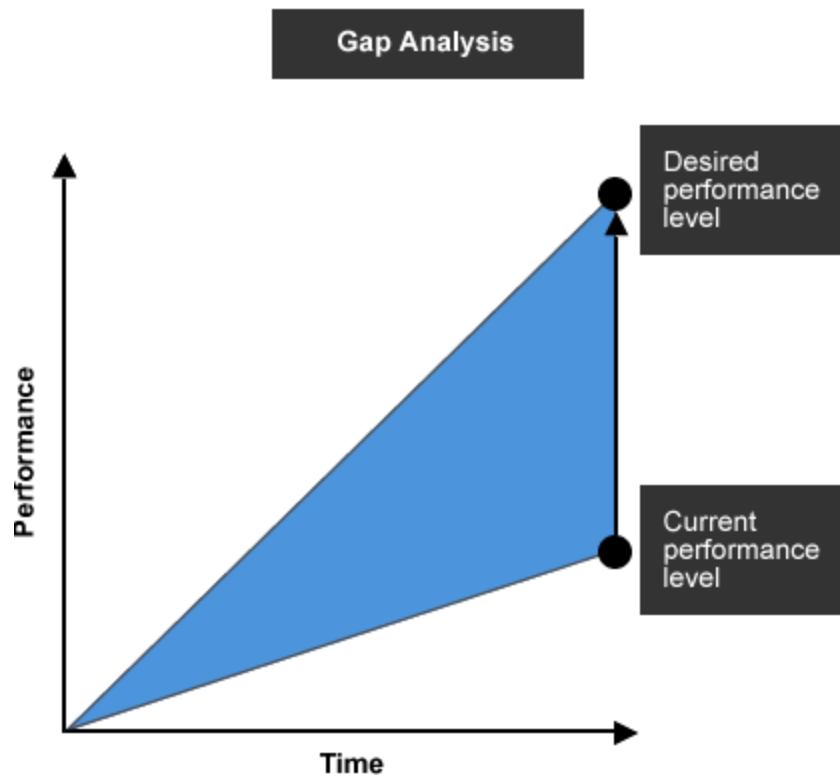 Gap Analysis
Desired
performance
level
Performance
Current
performance
level
Time